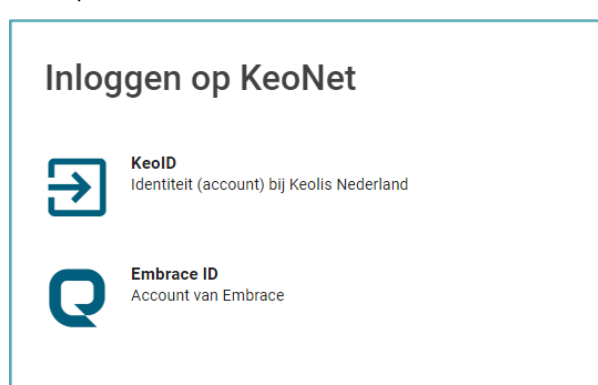 Inloggen op KeoNet
KeoID
Identiteit (account) bij Keolis Nederland
Embrace ID
Account van Embrace